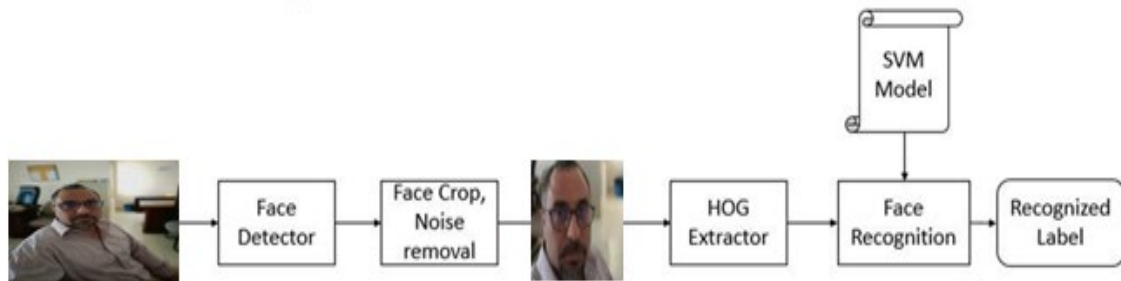 SVM
Model
Face
Detector
Face Crop,
Noise
removal
HOG
Extractor
Face
Recognition
Recognized
Label